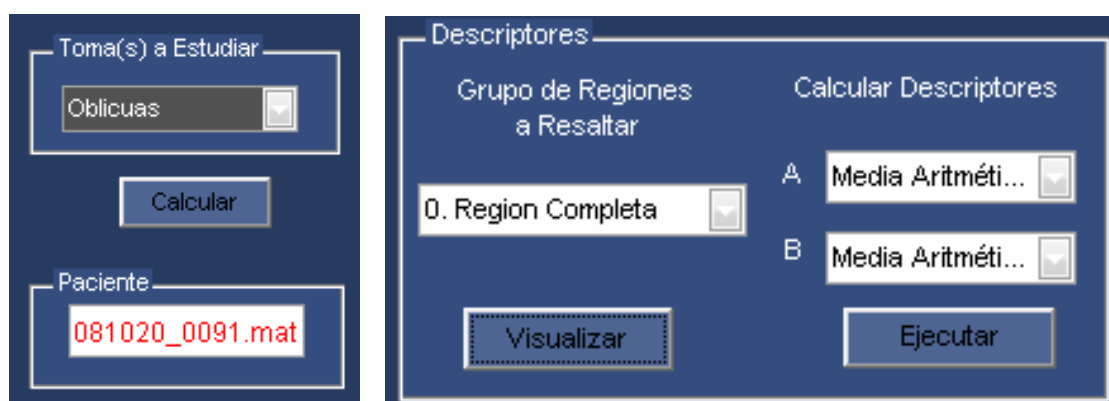 Toma(s) a Estudiar
Oblicuas
Calcular
Paciente
081020_0091.mat
Descriptores
Grupo de Regiones
a Resaltar
0. Region Completa
Visualizar
Calcular Descriptores
A Media Aritméti...
B Media Aritméti...
Ejecutar